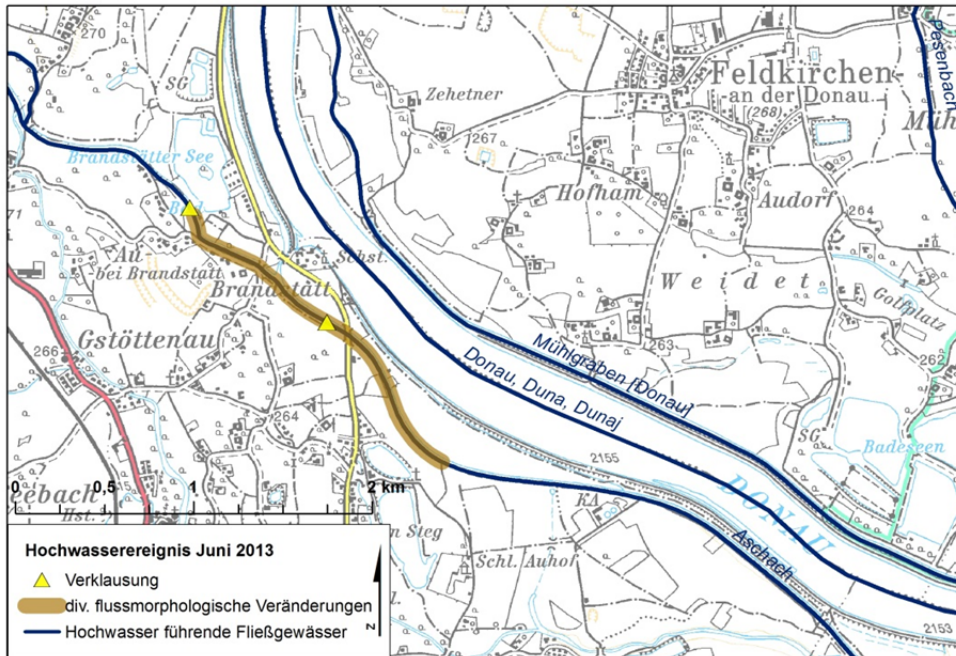 270
SG
Zehetner
Feldkirchen
an der Donau
(268)
Pesenbach
267
Brandstätter See
Hofham
Audorf
264
Au
bei Brandstatt
Schst.
Brandstätt
Weidet
Golfplatz
Gstöttenau
266
263
262
Mühlgraben [Donau]
Donau, Duna, Dunaj
264
SG
Badeseen
2155
DONAU
0 0,5 1 2 km
Hst.
KA
Steg
Schl. Auhof
Aschach
2153
Hochwasserereignis Juni 2013
Verklausung
div. flussmorphologische Veränderungen
Hochwasser führende Fließgewässer
N